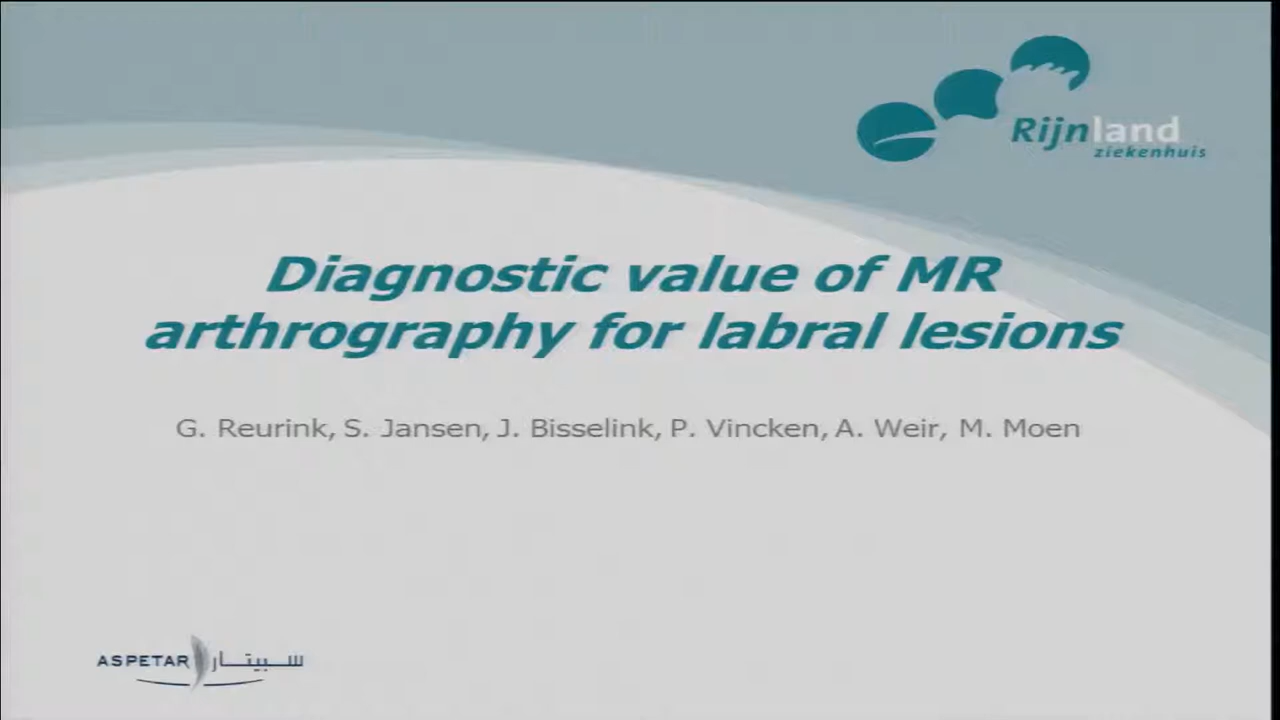 Rijnland
ziekenhuis
Diagnostic value of MR
arthrography for labral lesions
G. Reurink, S. Jansen, J. Bisselink, P. Vincken, A. Weir, M. Moen
ASPETAR سبيتار